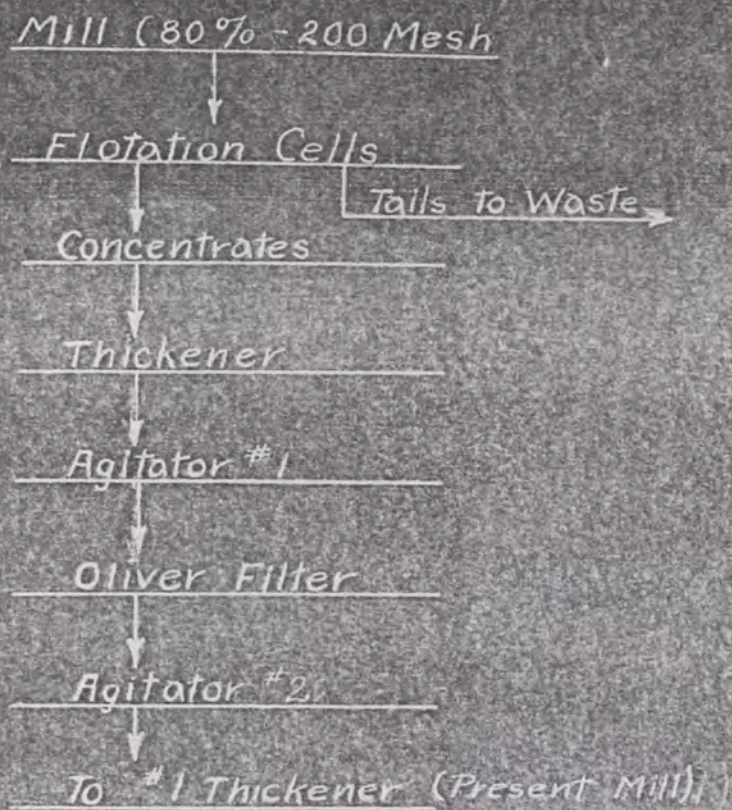 Mill (80% - 200 Mesh
Flotation Cells
Tails to Waste
Concentrates
Thickener
Agitator #1
Oliver Filter
Agitator #2
To #1 Thickener (Present Mill)